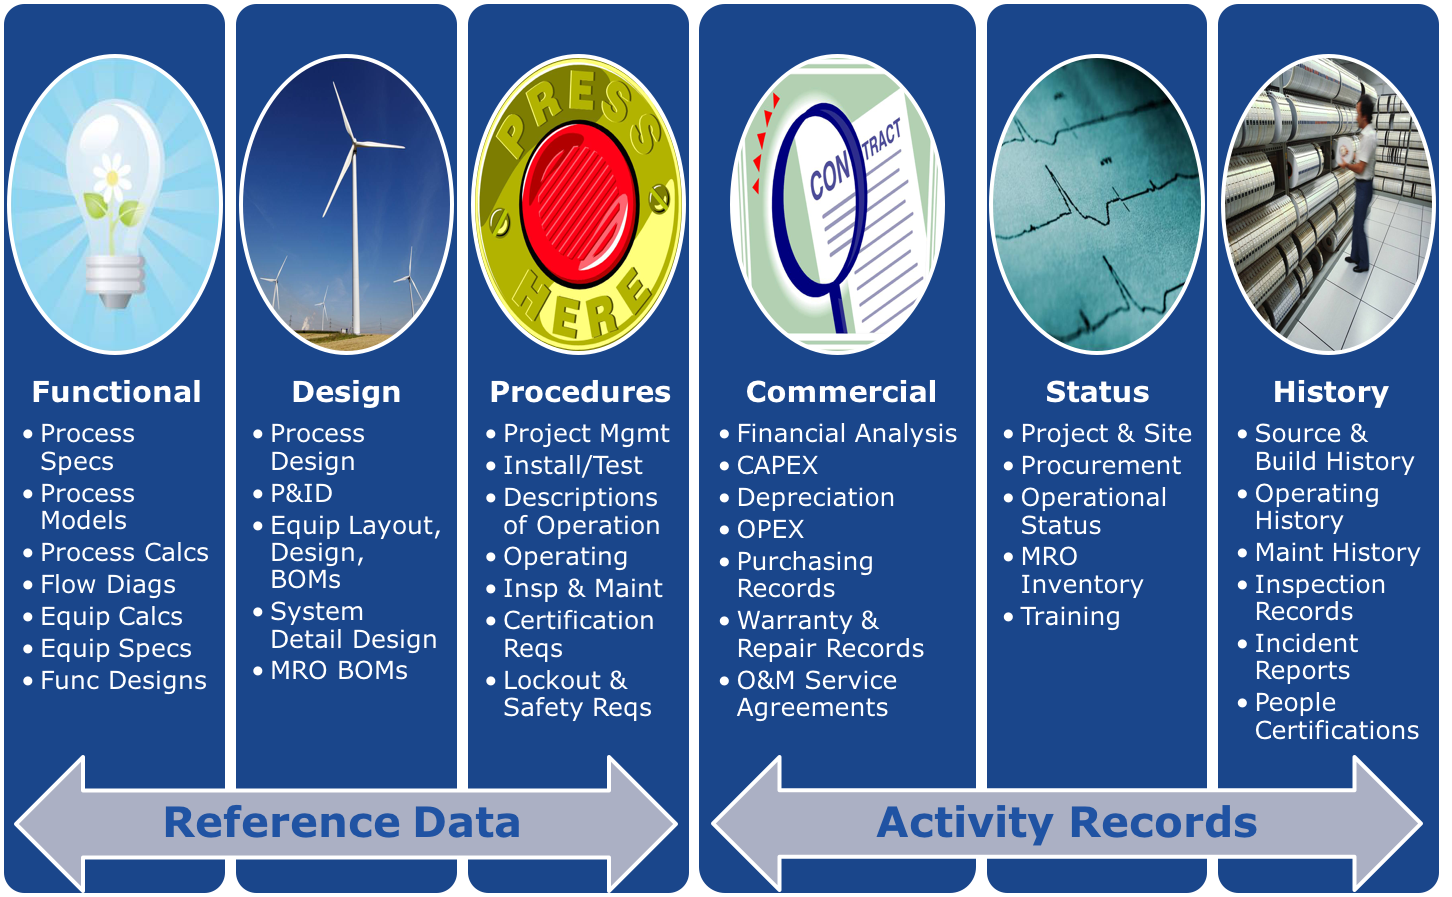 PRESS
HERE
CONTRACT
Functional
• Process
Specs
• Process
Models
• Process Calcs
• Flow Diags
• Equip Calcs
• Equip Specs
• Func Designs
Design
• Process
Design
• P&ID
• Equip Layout,
Design,
BOMs
• System
Detail Design
• MRO BOMs
Procedures
• Project Mgmt
• Install/Test
• Descriptions
of Operation
• Operating
• Insp & Maint
• Certification
Reqs
• Lockout &
Safety Reqs
Commercial
• Financial Analysis
• CAPEX
• Depreciation
• OPEX
• Purchasing
Records
• Warranty &
Repair Records
• O&M Service
Agreements
Status
• Project & Site
• Procurement
• Operational
Status
• MRO
Inventory
• Training
History
• Source &
Build History
• Operating
History
• Maint History
• Inspection
Records
• Incident
Reports
• People
Certifications
Reference Data
Activity Records